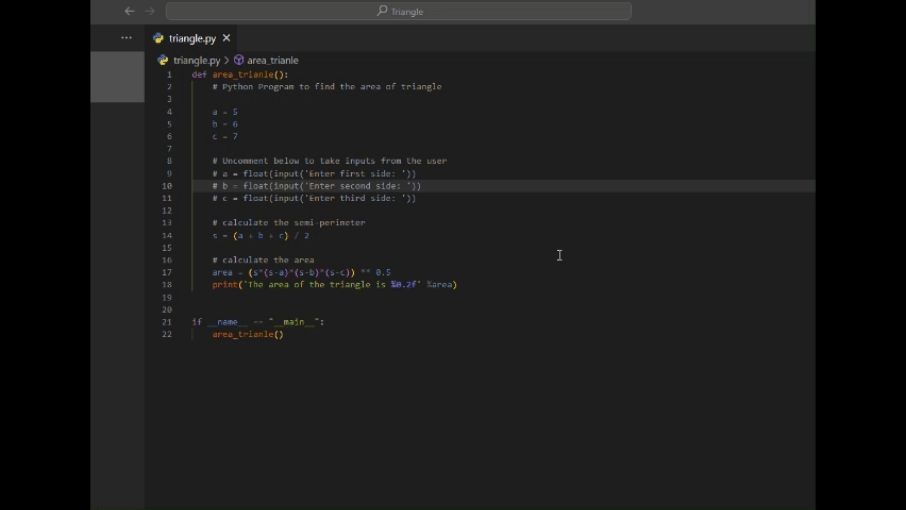 Triangle
triangle.py
triangle.py > area_trianle
1 def area_trianle():
2 # Python Program to find the area of triangle
3
4 a = 5
5 b = 6
6 c = 7
7
8 # Uncomment below to take inputs from the user
9 # a = float(input('Enter first side: '))
10 # b = float(input('Enter second side: '))
11 # c = float(input('Enter third side: '))
12
13 # calculate the semi-perimeter
14 s = (a + b + c) / 2
15
16 # calculate the area
17 area = (s*(s-a)*(s-b)*(s-c)) ** 0.5
18 print('The area of the triangle is %0.2f' %area)
19
20
21 if __name__ == "__main__":
22 area_trianle()